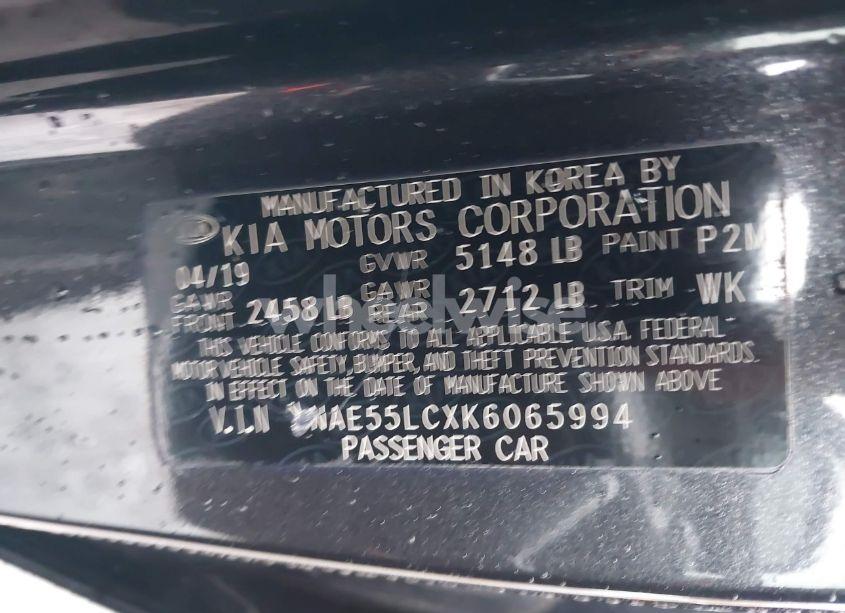 MANUFACTURED IN KOREA BY
KIA MOTORS CORPORATION
04/19 GVWR 5148 LB PAINT P2M
GAWR FRONT 2458 LB GAWR REAR 2712 LB TRIM WK
THIS VEHICLE CONFORMS TO ALL APPLICABLE U.S.A. FEDERAL
MOTOR VEHICLE SAFETY, BUMPER, AND THEFT PREVENTION STANDARDS
IN EFFECT ON THE DATE OF MANUFACTURE SHOWN ABOVE
V.I.N NAE55LCXK6065994
PASSENGER CAR
wheelwise